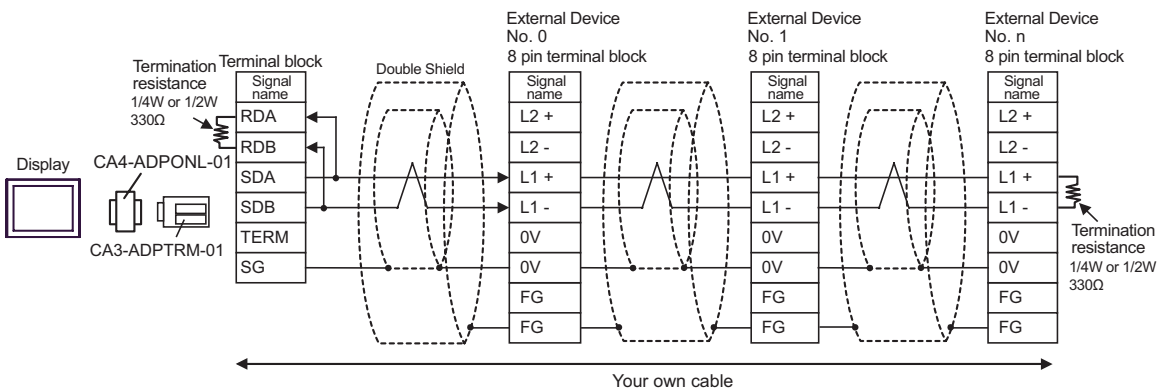 External Device
No. 0
8 pin terminal block
External Device
No. 1
8 pin terminal block
External Device
No. n
8 pin terminal block
Termination
resistance
1/4W or 1/2W
330Ω
Terminal block
Double Shield
Display
CA4-ADPONL-01
CA3-ADPTRM-01
Signal
name
RDA
RDB
SDA
SDB
TERM
SG
Signal
name
L2 +
L2 -
L1 +
L1 -
0V
0V
FG
FG
Signal
name
L2 +
L2 -
L1 +
L1 -
0V
0V
FG
FG
Signal
name
L2 +
L2 -
L1 +
L1 -
0V
0V
FG
FG
Termination
resistance
1/4W or 1/2W
330Ω
Your own cable